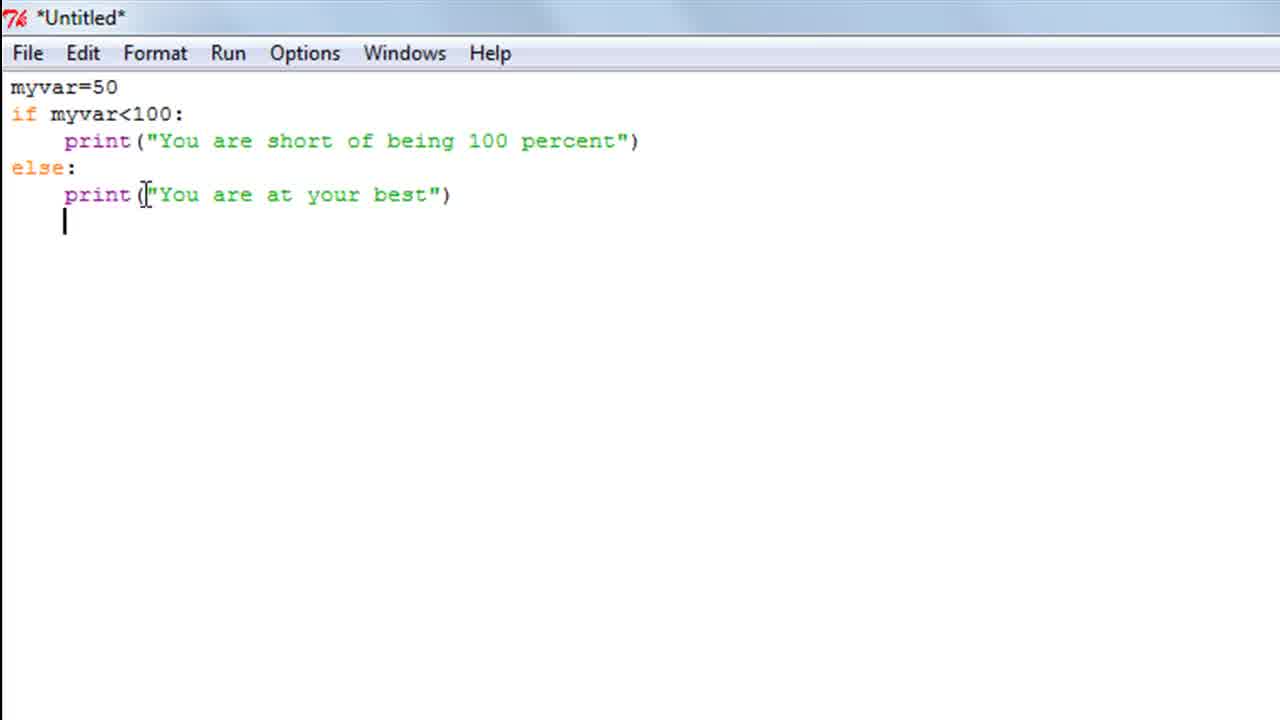 *Untitled*
File Edit Format Run Options Windows Help
myvar=50
if myvar<100:
    print("You are short of being 100 percent")
else:
    print("You are at your best")